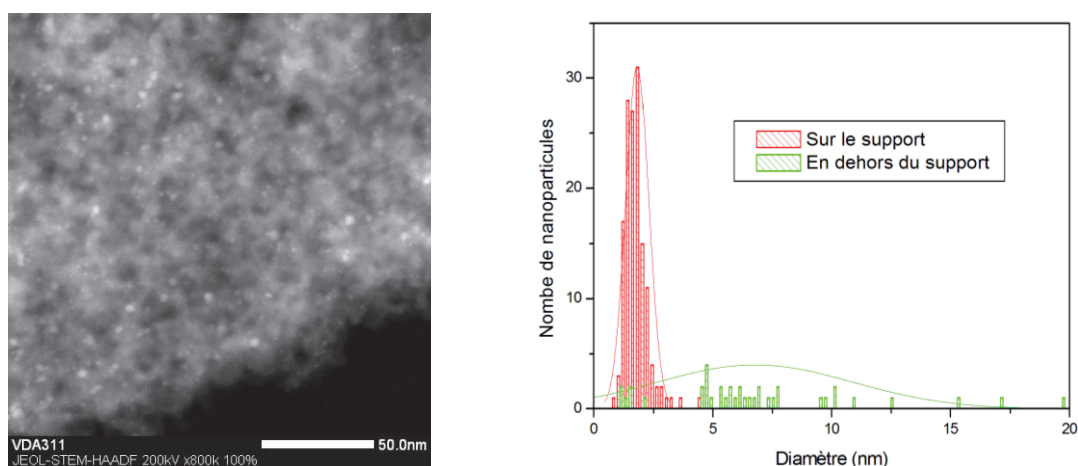 VDA311
50.0nm
JEOL-STEM-HAADF 200kV x800k 100%
Nombe de nanoparticules
30
20
10
0
Sur le support
En dehors du support
0
5
10
15
20
Diamètre (nm)